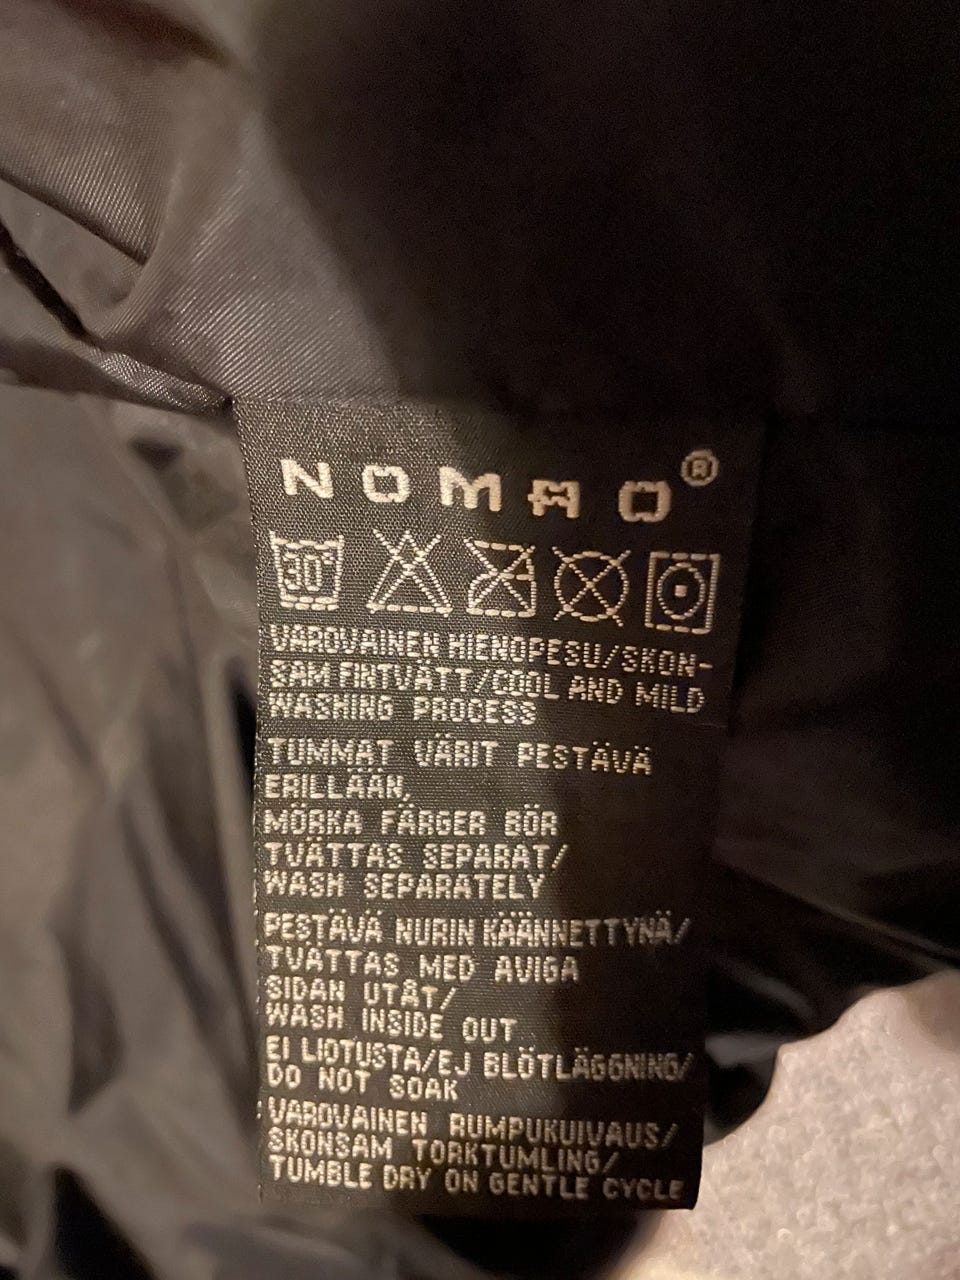 NOMAD®
30°
VAROVAINEN HIENOPESU/SKON-
SAM FINTVÄTT/COOL AND MILD
WASHING PROCESS
TUMMAT VÄRIT PESTÄVÄ
ERILLÄÄN,
MÖRKA FÄRGER BÖR
TVÄTTAS SEPARAT/
WASH SEPARATELY
PESTÄVÄ NURIN KÄÄNNETTYNÄ/
TVÄTTAS MED AVIGA
SIDAN UTÅT/
WASH INSIDE OUT
EI LIOTUSTA/EJ BLÖTLÄGGNING/
DO NOT SOAK
VAROVAINEN RUMPUKUIVAUS/
SKONSAM TORKTUMLING/
TUMBLE DRY ON GENTLE CYCLE